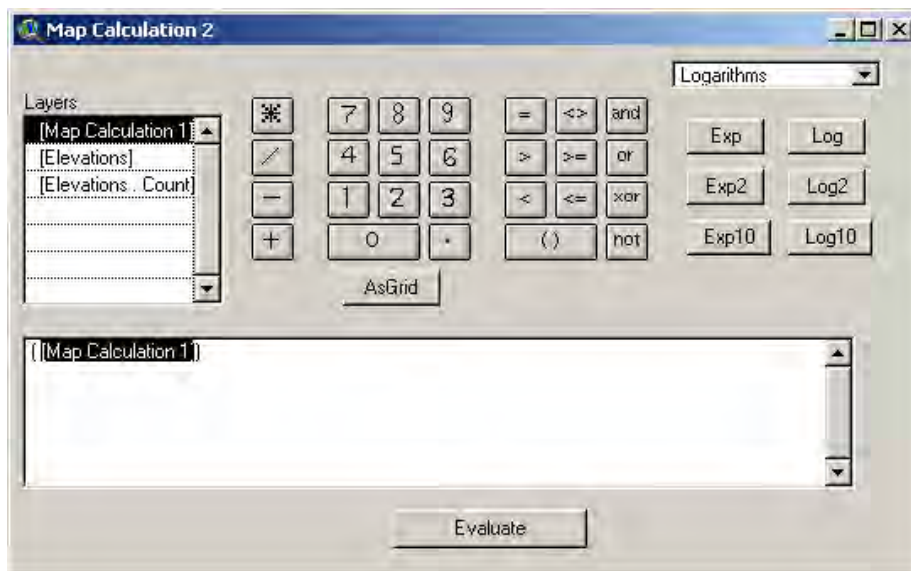 Map Calculation 2
Logarithms
Layers
[Map Calculation 1]
[Elevations]
[Elevations . Count]
* 7 8 9 = <> and
/ 4 5 6 > >= or
- 1 2 3 < <= xor
+ 0 . ( ) not
Exp Log
Exp2 Log2
Exp10 Log10
AsGrid
( [Map Calculation 1])
Evaluate